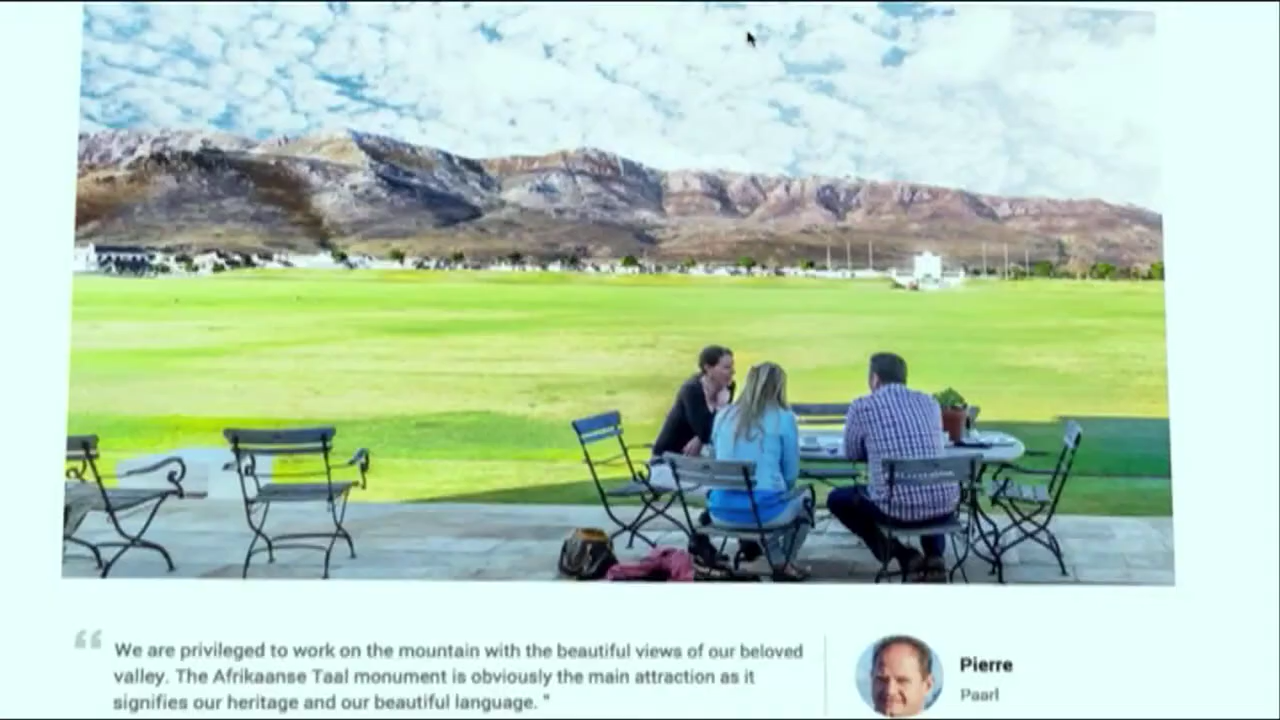 “ We are privileged to work on the mountain with the beautiful views of our beloved
valley. The Afrikaanse Taal monument is obviously the main attraction as it
signifies our heritage and our beautiful language. "
Pierre
Paarl